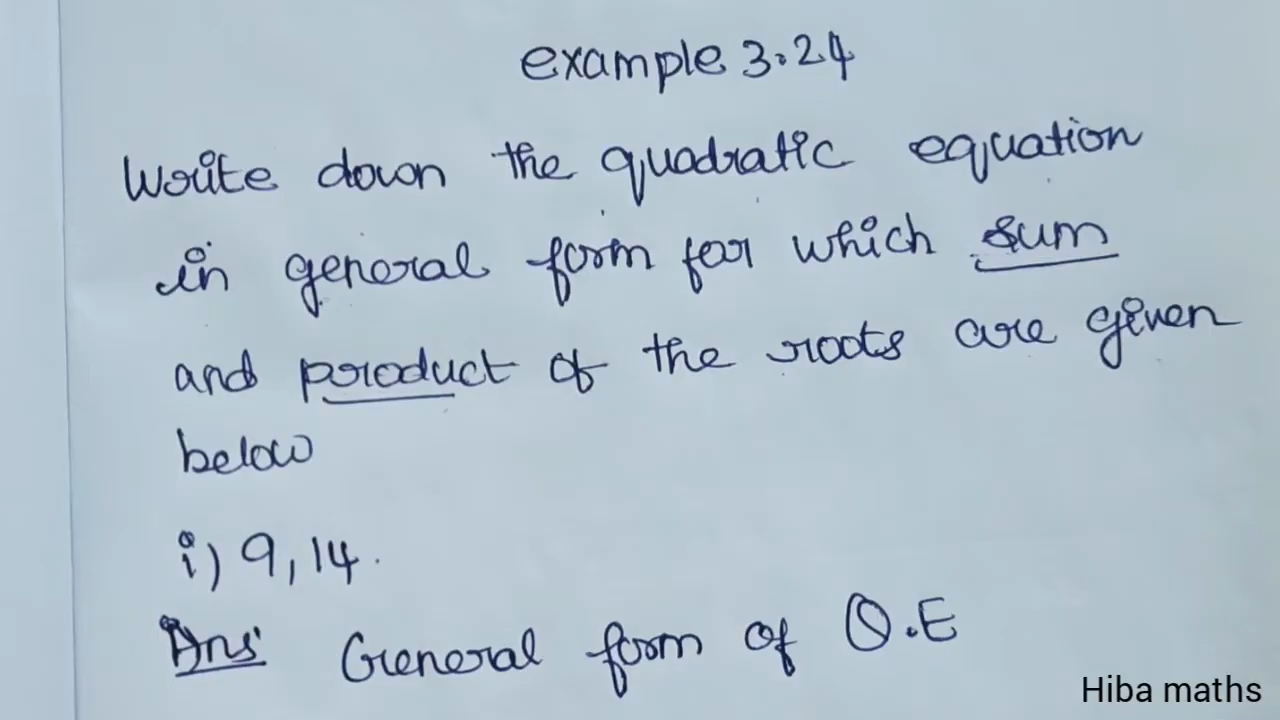 example 3.24
Write down the quadratic equation
in general form for which sum
and product of the roots are given
below
i) 9, 14.
Ans: General form of Q.E
Hiba maths